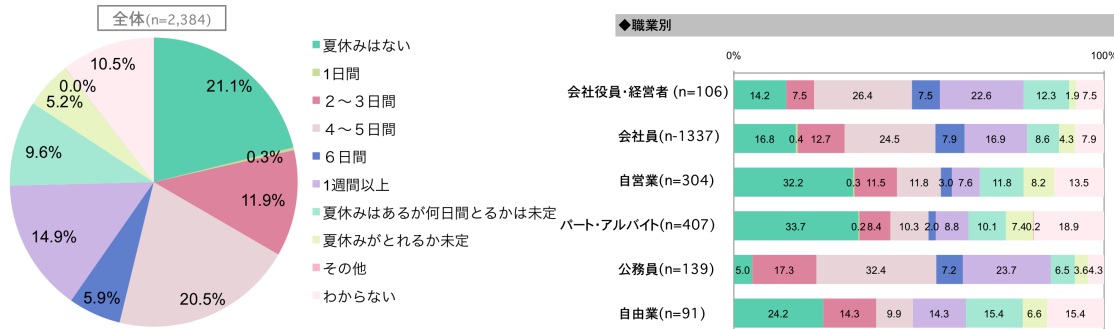 全体(n=2,384)
21.1%
0.3%
11.9%
20.5%
5.9%
14.9%
9.6%
5.2%
0.0%
10.5%
夏休みはない
1日間
２～３日間
４～５日間
６日間
1週間以上
夏休みはあるが何日間とるかは未定
夏休みがとれるか未定
その他
わからない
◆職業別
0% 100%
会社役員・経営者 (n=106) 14.2 7.5 26.4 7.5 22.6 12.3 1.9 7.5
会社員(n-1337) 16.8 0.4 12.7 24.5 7.9 16.9 8.6 4.3 7.9
自営業(n=304) 32.2 0.3 11.5 11.8 3.0 7.6 11.8 8.2 13.5
パート・アルバイト(n=407) 33.7 0.2 8.4 10.3 2.0 8.8 10.1 7.4 0.2 18.9
公務員(n=139) 5.0 17.3 32.4 7.2 23.7 6.5 3.6 4.3
自由業(n=91) 24.2 14.3 9.9 14.3 15.4 6.6 15.4